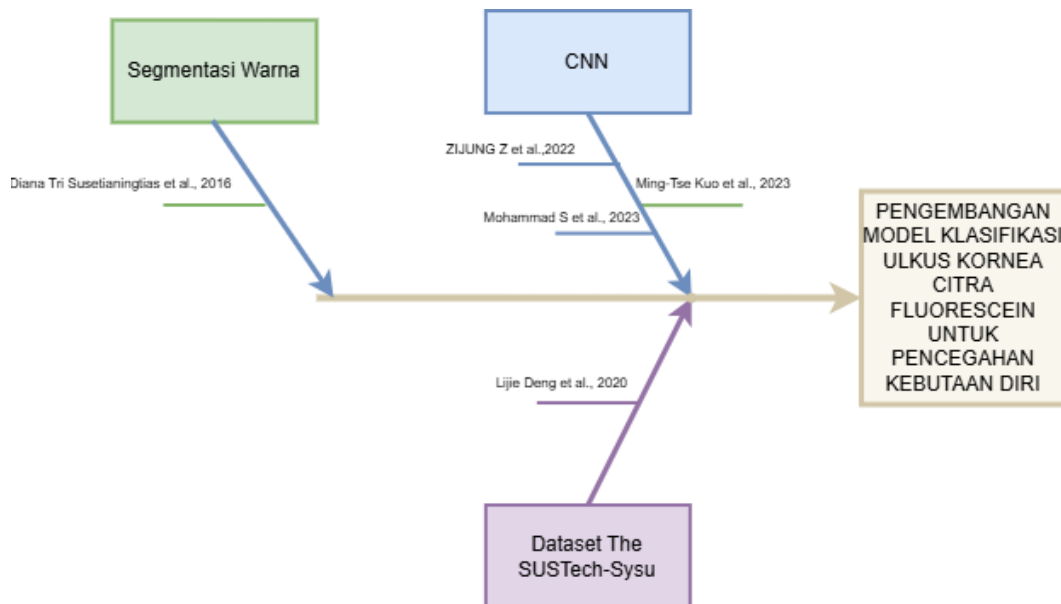 Segmentasi Warna
CNN
ZIJUNG Z et al.,2022
Diana Tri Susetianingtias et al., 2016
Ming-Tse Kuo et al., 2023
Mohammad S et al., 2023
PENGEMBANGAN
MODEL KLASIFIKASI
ULKUS KORNEA
CITRA
FLUORESCEIN
UNTUK
PENCEGAHAN
KEBUTAAN DIRI
Lijie Deng et al., 2020
Dataset The
SUSTech-Sysu